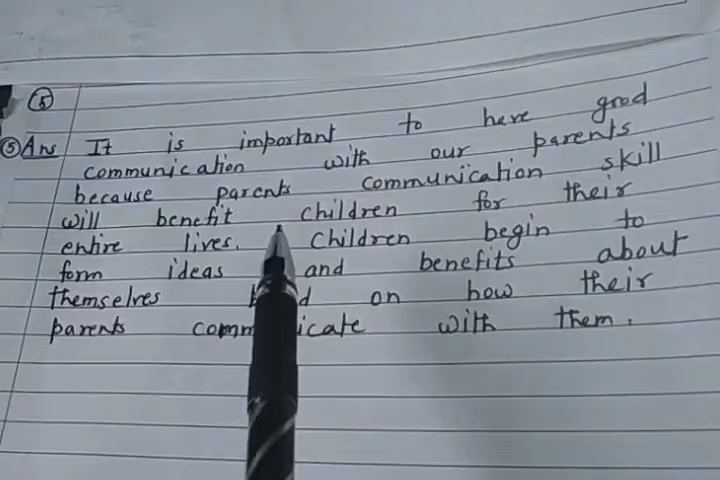 5
5 Ans It is important to have good
communication with our parents
because parents communication skill
will benefit children for their
entire lives. Children begin to
form ideas and benefits about
themselves on how their
parents with them.